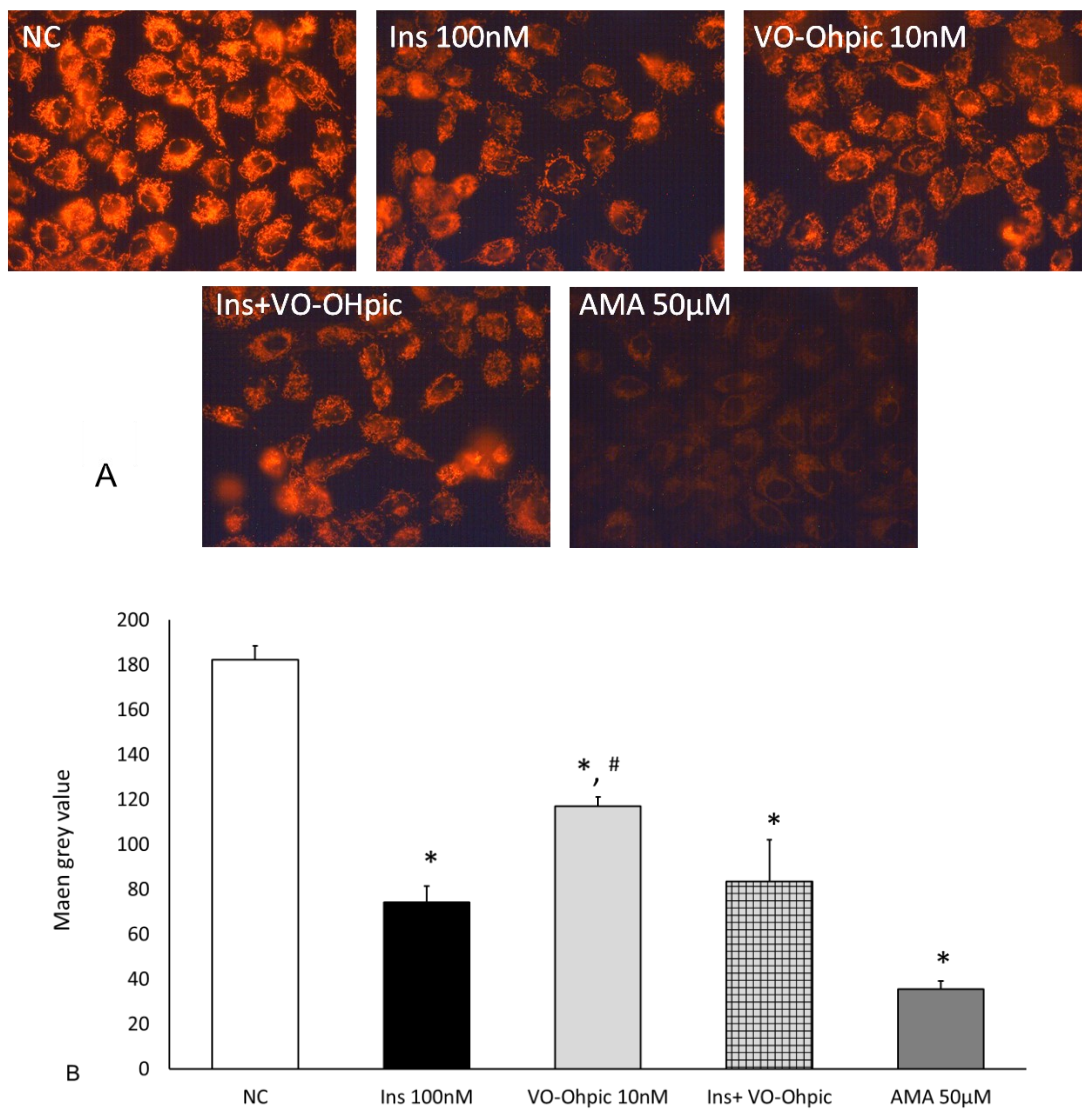 NC
Ins 100nM
VO-Ohpic 10nM
Ins+VO-OHpic
AMA 50µM
A
200
180
160
140
120
100
80
60
40
20
0
Maen grey value
*
*, #
*
*
B
NC
Ins 100nM
VO-Ohpic 10nM
Ins+ VO-Ohpic
AMA 50µM